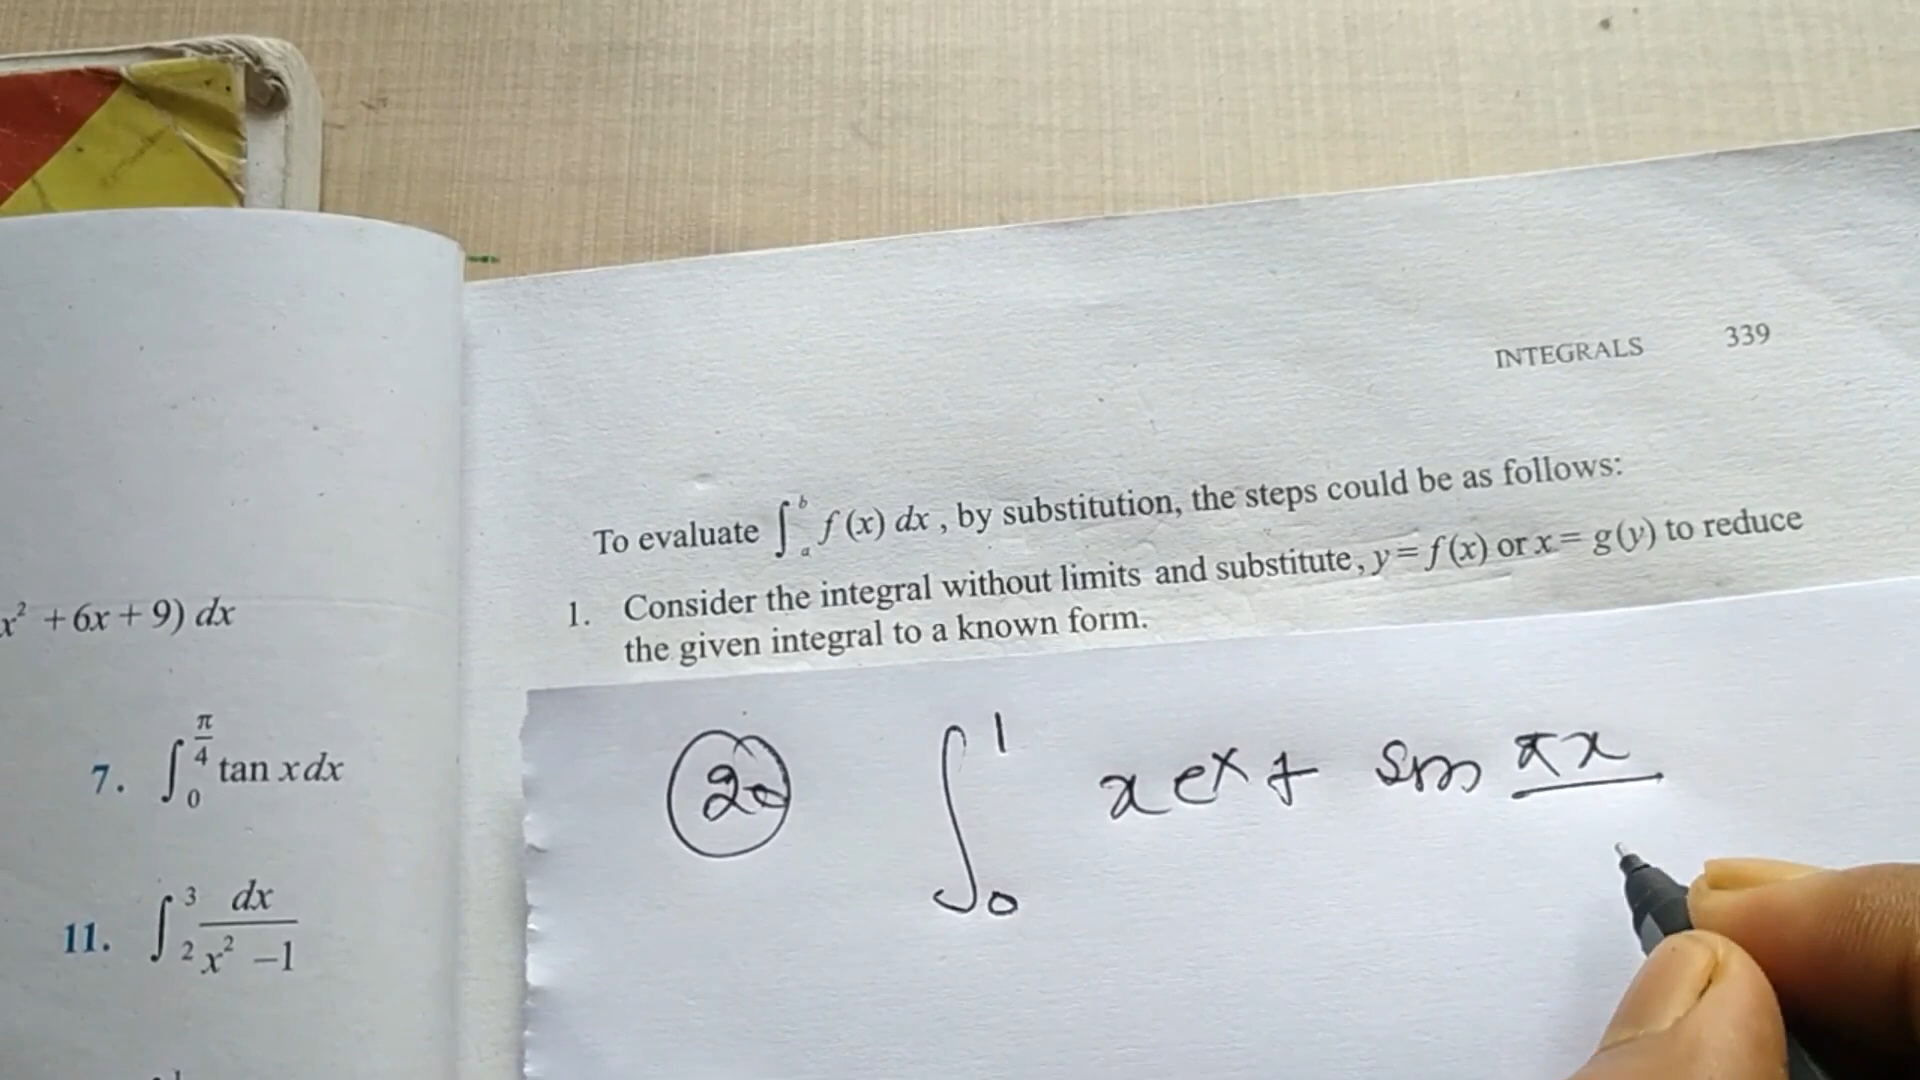 INTEGRALS 339
To evaluate ∫ₐᵇ f(x) dx, by substitution, the steps could be as follows:
1. Consider the integral without limits and substitute, y = f(x) or x = g(y) to reduce
the given integral to a known form.
x² + 6x + 9) dx
7. ∫₀^(π/4) tan x dx
11. ∫₂³ dx/(x² – 1)
20 ∫₀¹ x eˣ + sin πx